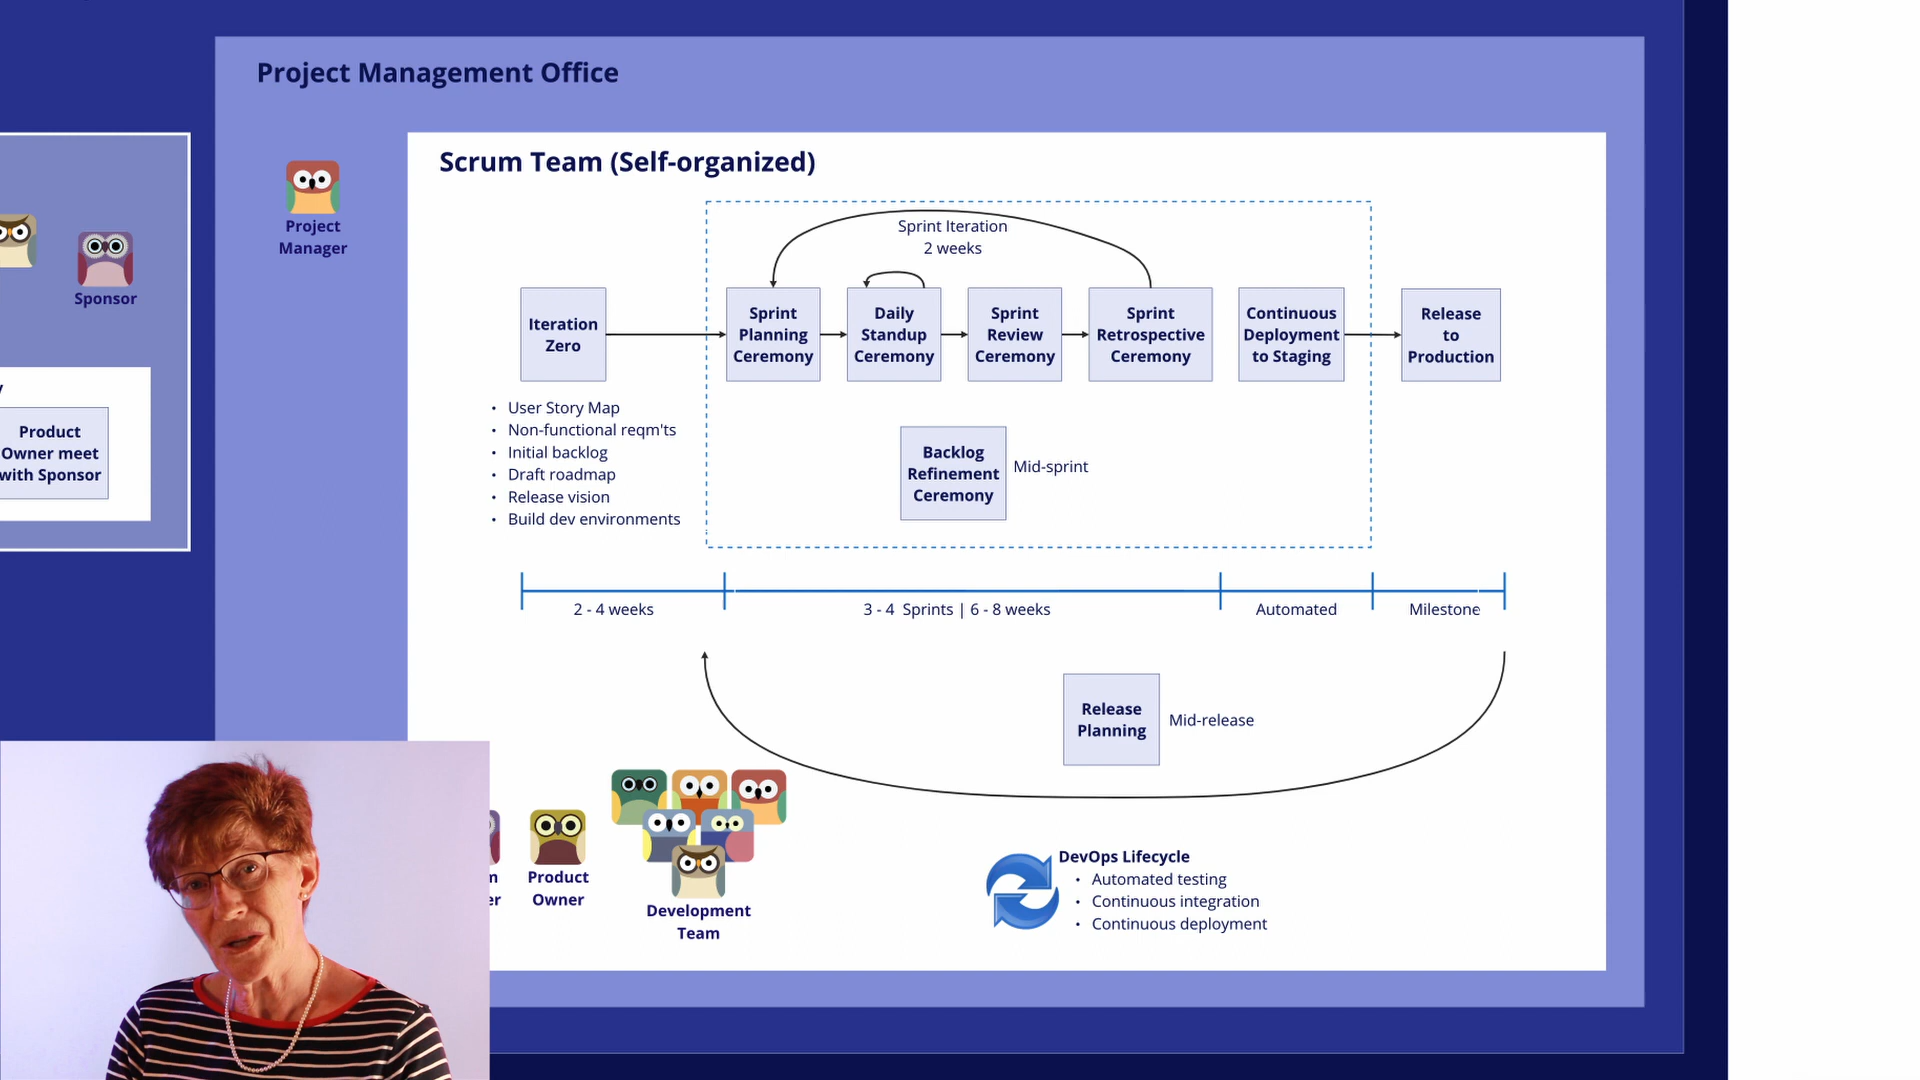 Project Management Office
Scrum Team (Self-organized)
Project
Manager
Sponsor
Product
Owner meet
with Sponsor
Sprint Iteration
2 weeks
Iteration
Zero
Sprint
Planning
Ceremony
Daily
Standup
Ceremony
Sprint
Review
Ceremony
Sprint
Retrospective
Ceremony
Continuous
Deployment
to Staging
Release
to
Production
• User Story Map
• Non-functional reqm'ts
• Initial backlog
• Draft roadmap
• Release vision
• Build dev environments
Backlog
Refinement
Ceremony
Mid-sprint
2 - 4 weeks
3 - 4 Sprints | 6 - 8 weeks
Automated
Milestone
Release
Planning
Mid-release
Product
Owner
Development
Team
DevOps Lifecycle
• Automated testing
• Continuous integration
• Continuous deployment